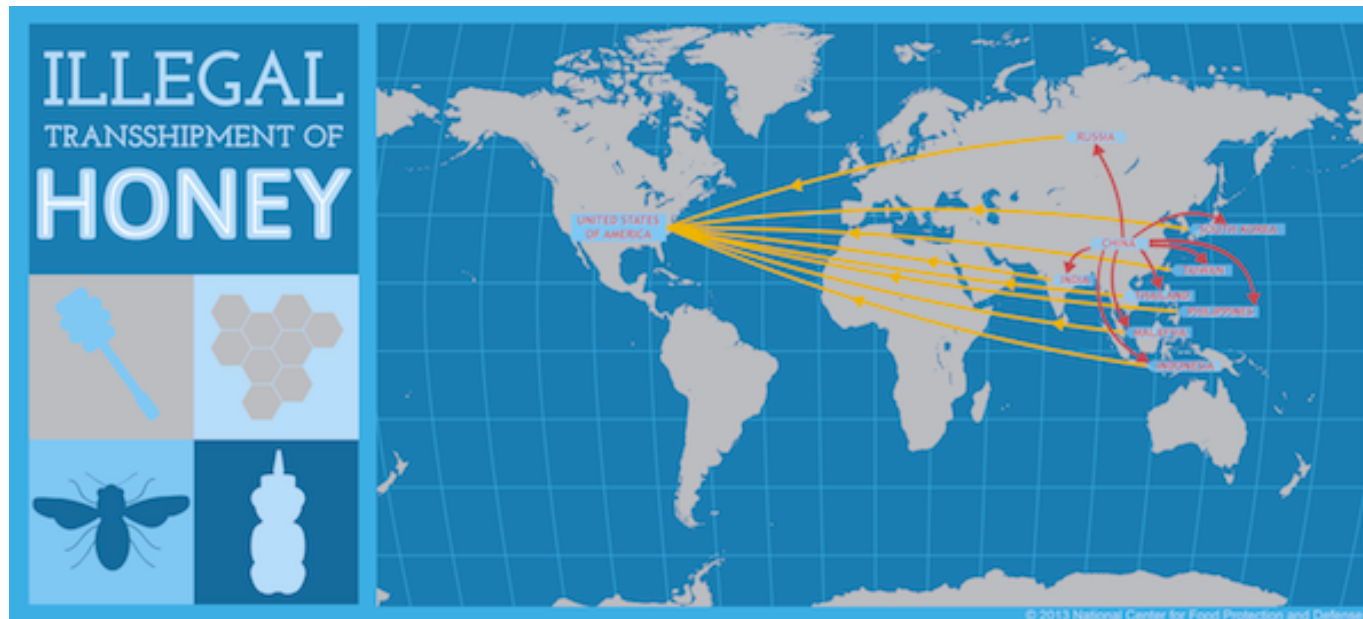 ILLEGAL
TRANSSHIPMENT OF
HONEY
RUSSIA
UNITED STATES
OF AMERICA
SOUTH KOREA
CHINA
TAIWAN
INDIA
THAILAND
PHILIPPINES
MALAYSIA
INDONESIA
© 2013 National Center for Food Protection and Defense